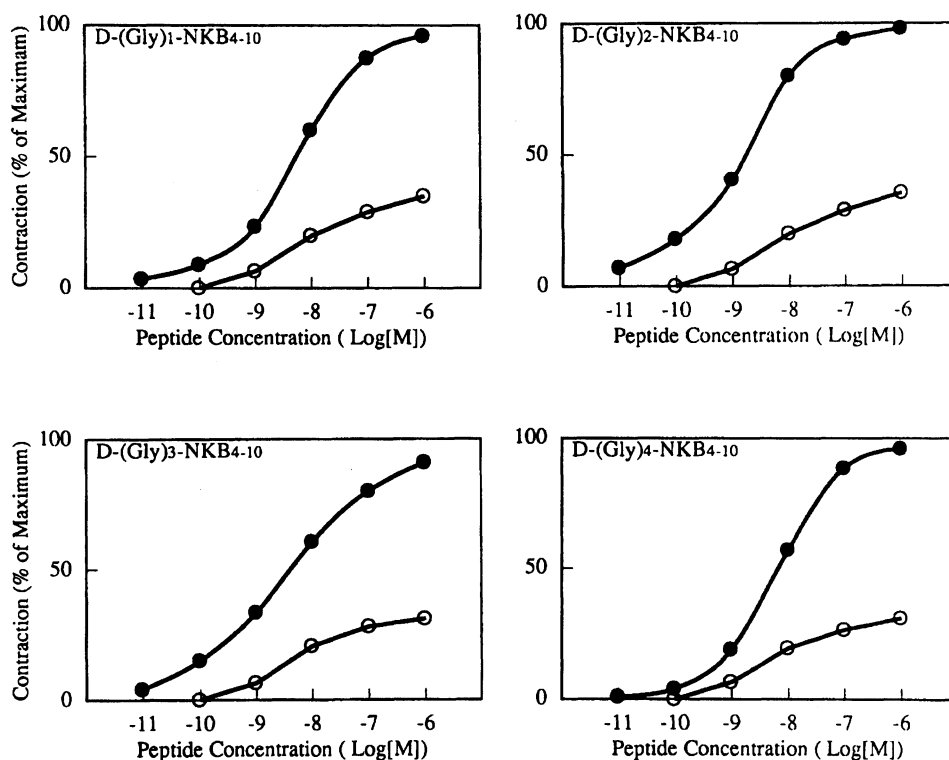 D-(Gly)1-NKB4-10
Contraction (% of Maximam)
100
50
0
-11 -10 -9 -8 -7 -6
Peptide Concentration ( Log[M])
D-(Gly)2-NKB4-10
100
50
0
-11 -10 -9 -8 -7 -6
Peptide Concentration ( Log[M])
D-(Gly)3-NKB4-10
Contraction (% of Maximum)
100
50
0
-11 -10 -9 -8 -7 -6
Peptide Concentration ( Log[M])
D-(Gly)4-NKB4-10
100
50
0
-11 -10 -9 -8 -7 -6
Peptide Concentration ( Log[M])